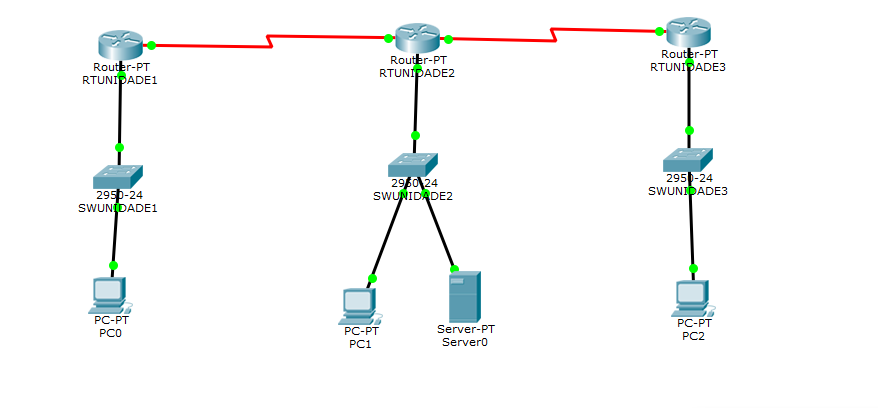 Router-PT
RTUNIDADE1
Router-PT
RTUNIDADE2
Router-PT
RTUNIDADE3
2950-24
SWUNIDADE1
2950-24
SWUNIDADE2
2950-24
SWUNIDADE3
PC-PT
PC0
PC-PT
PC1
Server-PT
Server0
PC-PT
PC2